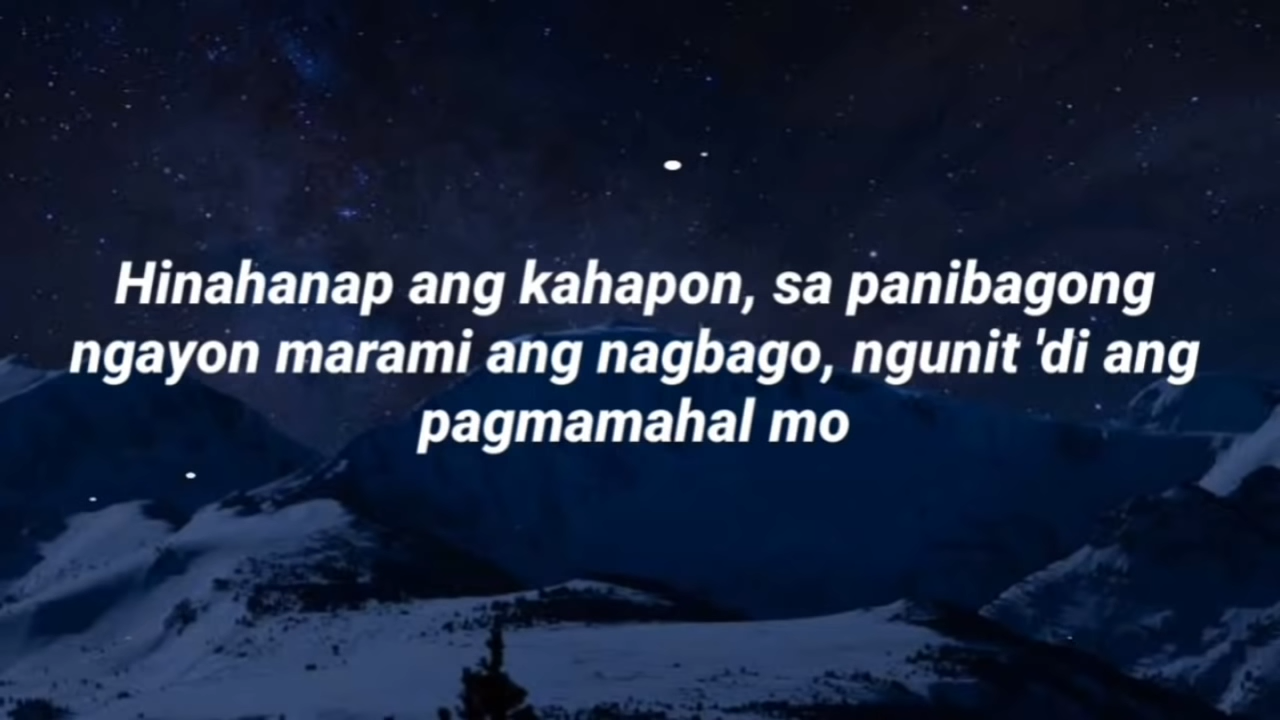 Hinahanap ang kahapon, sa panibagong
ngayon marami ang nagbago, ngunit 'di ang
pagmamahal mo